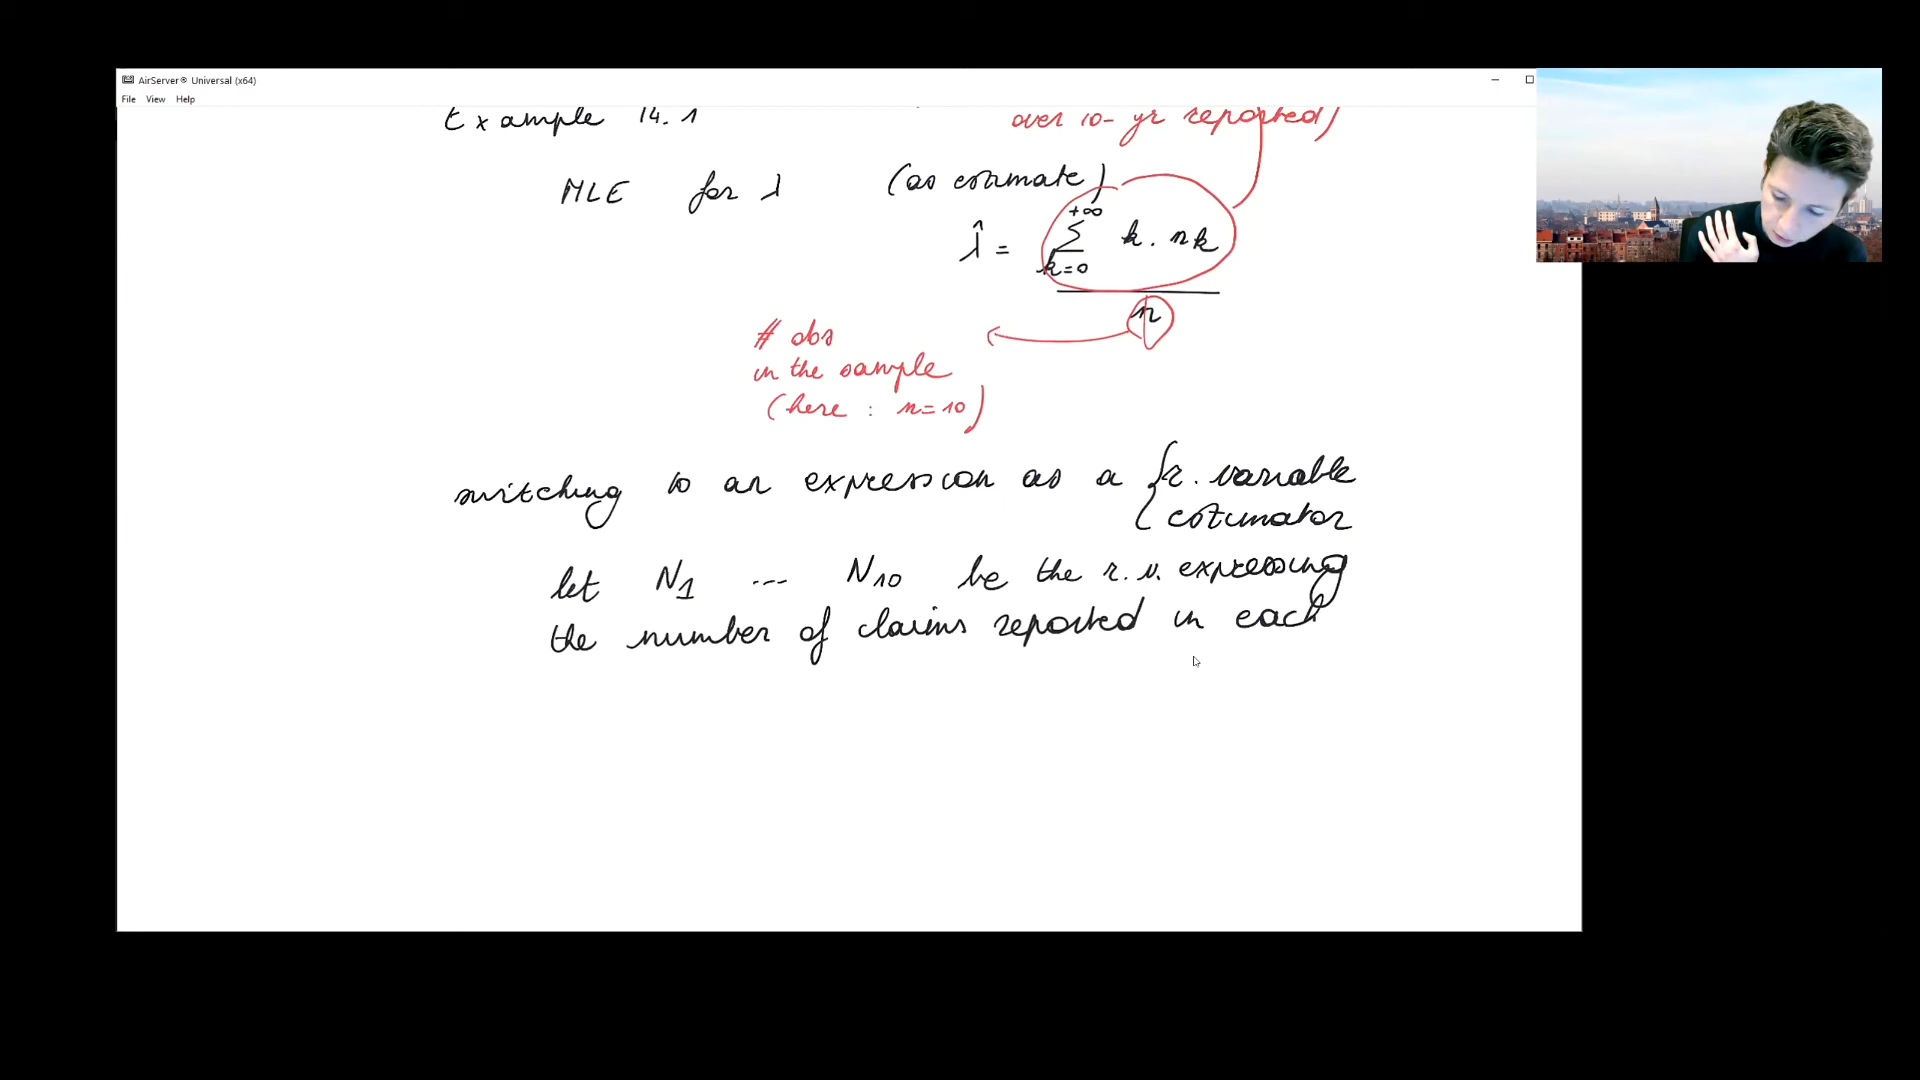 AirServer® Universal (x64)
File View Help
Example 14.1
over 10-yr reported)
MLE for λ (as estimate)
λ̂ = +∞ Σ k=0 k. nk
n
# obs
in the sample
(here : n=10)
switching to an expression as a { r. variable
estimator
let N1 --- N10 be the r.v. expressing
the number of claims reported in each